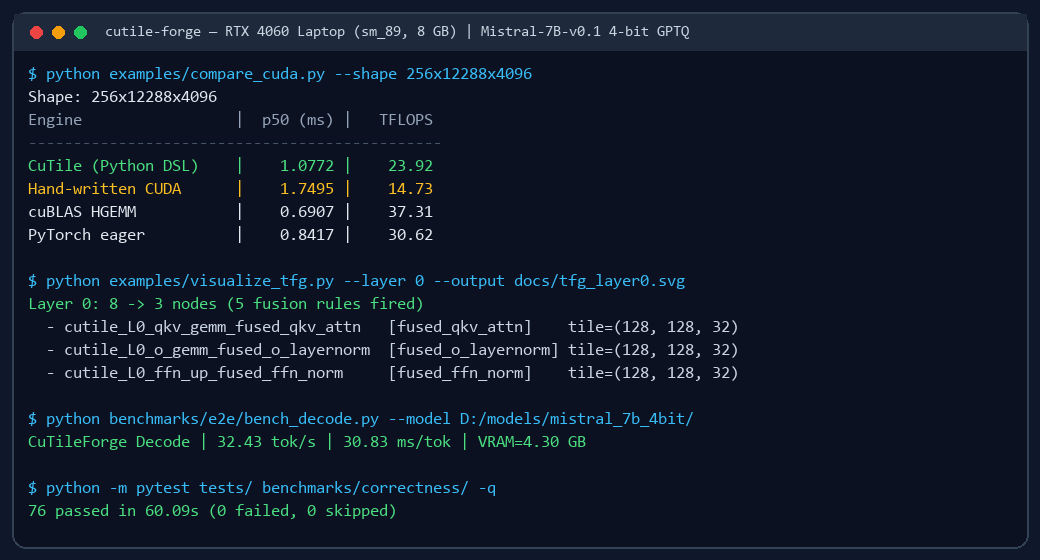 cutile-forge — RTX 4060 Laptop (sm_89, 8 GB) | Mistral-7B-v0.1 4-bit GPTQ
$ python examples/compare_cuda.py --shape 256x12288x4096
Shape: 256x12288x4096
Engine | p50 (ms) | TFLOPS
----------------------------------------------
CuTile (Python DSL) | 1.0772 | 23.92
Hand-written CUDA | 1.7495 | 14.73
cuBLAS HGEMM | 0.6907 | 37.31
PyTorch eager | 0.8417 | 30.62
$ python examples/visualize_tfg.py --layer 0 --output docs/tfg_layer0.svg
Layer 0: 8 -> 3 nodes (5 fusion rules fired)
- cutile_L0_qkv_gemm_fused_qkv_attn [fused_qkv_attn] tile=(128, 128, 32)
- cutile_L0_o_gemm_fused_o_layernorm [fused_o_layernorm] tile=(128, 128, 32)
- cutile_L0_ffn_up_fused_ffn_norm [fused_ffn_norm] tile=(128, 128, 32)
$ python benchmarks/e2e/bench_decode.py --model D:/models/mistral_7b_4bit/
CuTileForge Decode | 32.43 tok/s | 30.83 ms/tok | VRAM=4.30 GB
$ python -m pytest tests/ benchmarks/correctness/ -q
76 passed in 60.09s (0 failed, 0 skipped)